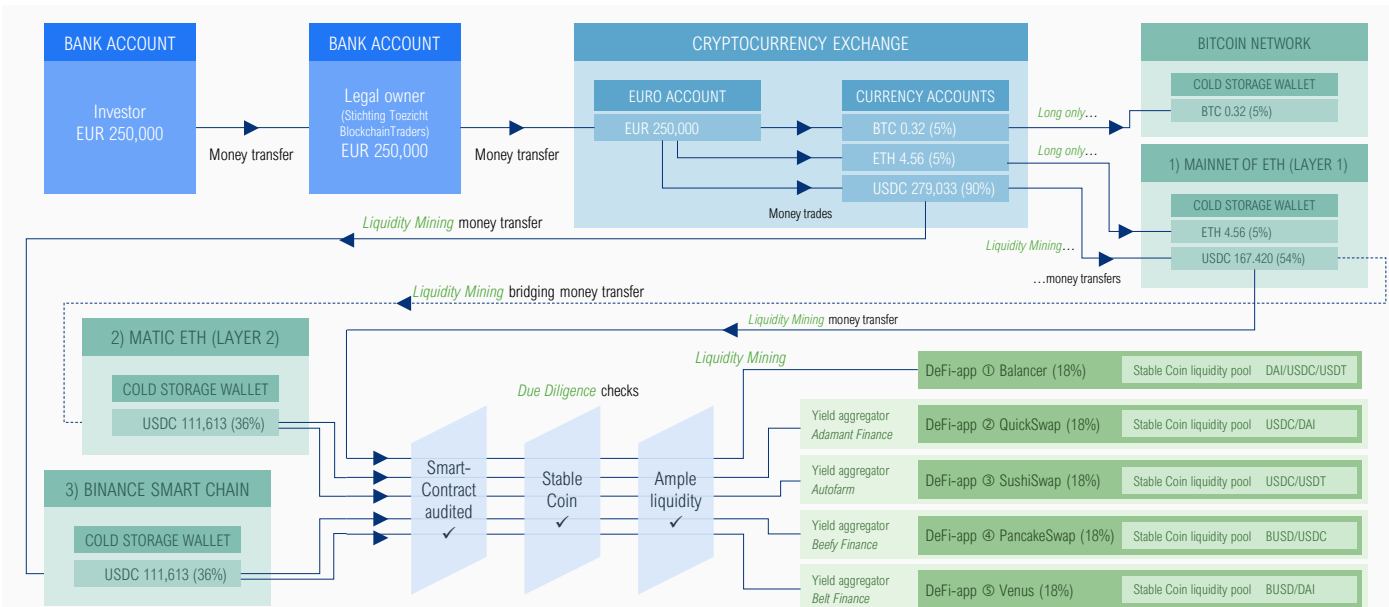 BANK ACCOUNT
Investor
EUR 250,000
Money transfer
BANK ACCOUNT
Legal owner
(Stichting Toezicht
BlockchainTraders)
EUR 250,000
Money transfer
CRYPTOCURRENCY EXCHANGE
EURO ACCOUNT
EUR 250,000
CURRENCY ACCOUNTS
BTC 0.32 (5%)
ETH 4.56 (5%)
USDC 279,033 (90%)
Money trades
Long only…
Long only…
Liquidity Mining…
…money transfers
BITCOIN NETWORK
COLD STORAGE WALLET
BTC 0.32 (5%)
1) MAINNET OF ETH (LAYER 1)
COLD STORAGE WALLET
ETH 4.56 (5%)
USDC 167.420 (54%)
Liquidity Mining money transfer
Liquidity Mining bridging money transfer
Liquidity Mining money transfer
2) MATIC ETH (LAYER 2)
COLD STORAGE WALLET
USDC 111,613 (36%)
3) BINANCE SMART CHAIN
COLD STORAGE WALLET
USDC 111,613 (36%)
Due Diligence checks
Smart-
Contract
audited
✓
Stable
Coin
✓
Ample
liquidity
✓
Liquidity Mining
DeFi-app ① Balancer (18%) Stable Coin liquidity pool DAI/USDC/USDT
Yield aggregator
Adamant Finance
DeFi-app ② QuickSwap (18%) Stable Coin liquidity pool USDC/DAI
Yield aggregator
Autofarm
DeFi-app ③ SushiSwap (18%) Stable Coin liquidity pool USDC/USDT
Yield aggregator
Beefy Finance
DeFi-app ④ PancakeSwap (18%) Stable Coin liquidity pool BUSD/USDC
Yield aggregator
Belt Finance
DeFi-app ⑤ Venus (18%) Stable Coin liquidity pool BUSD/DAI